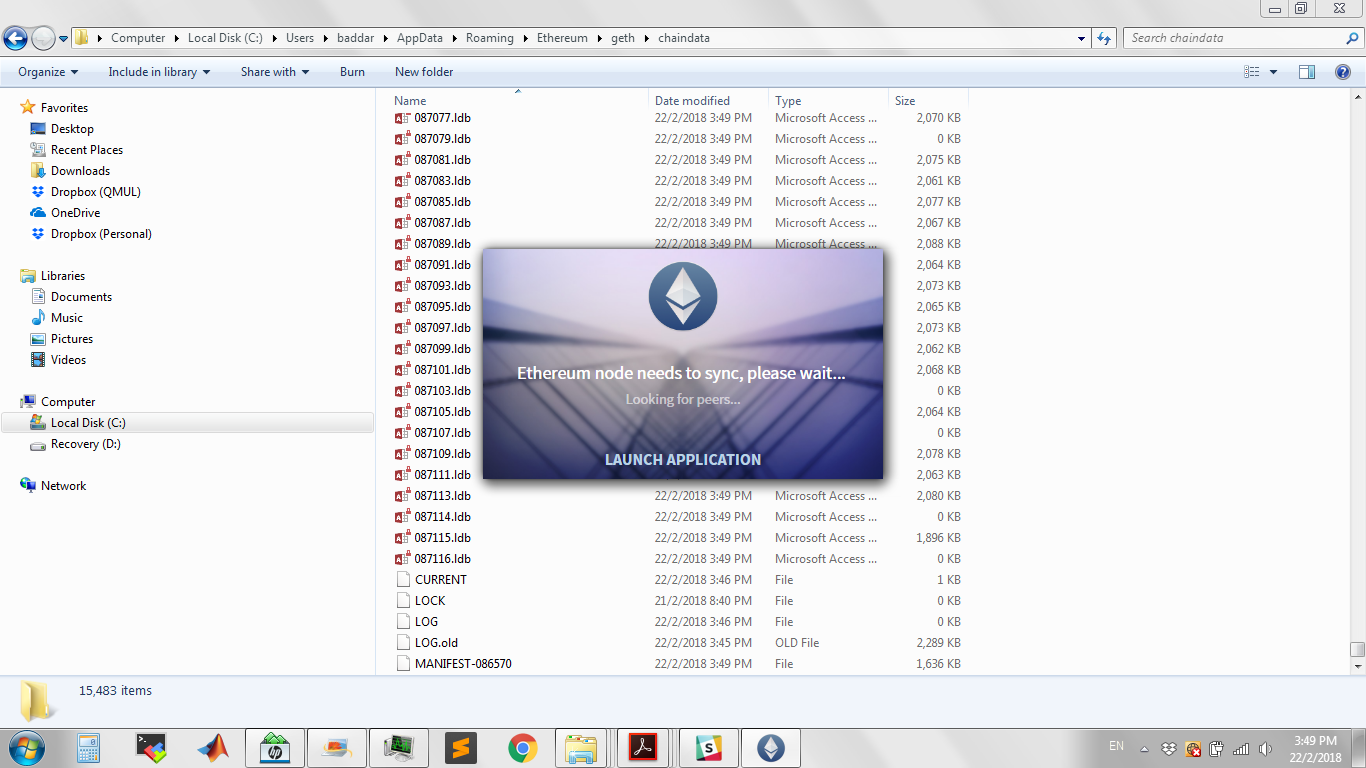 Computer ▸ Local Disk (C:) ▸ Users ▸ baddar ▸ AppData ▸ Roaming ▸ Ethereum ▸ geth ▸ chaindata
Search chaindata
Organize Include in library Share with Burn New folder
Favorites
Desktop
Recent Places
Downloads
Dropbox (QMUL)
OneDrive
Dropbox (Personal)
Libraries
Documents
Music
Pictures
Videos
Computer
Local Disk (C:)
Recovery (D:)
Network
Name Date modified Type Size
087077.ldb 22/2/2018 3:49 PM Microsoft Access ... 2,070 KB
087079.ldb 22/2/2018 3:49 PM Microsoft Access ... 0 KB
087081.ldb 22/2/2018 3:49 PM Microsoft Access ... 2,075 KB
087083.ldb 22/2/2018 3:49 PM Microsoft Access ... 2,061 KB
087085.ldb 22/2/2018 3:49 PM Microsoft Access ... 2,077 KB
087087.ldb 22/2/2018 3:49 PM Microsoft Access ... 2,067 KB
087089.ldb 22/2/2018 3:49 PM Microsoft Access ... 2,088 KB
087091.ldb 2,064 KB
087093.ldb 2,073 KB
087095.ldb 2,065 KB
087097.ldb 2,073 KB
087099.ldb 2,062 KB
087101.ldb 2,068 KB
087103.ldb 0 KB
087105.ldb 2,064 KB
087107.ldb 0 KB
087109.ldb 2,078 KB
087111.ldb 2,063 KB
087113.ldb 22/2/2018 3:49 PM Microsoft Access ... 2,080 KB
087114.ldb 22/2/2018 3:49 PM Microsoft Access ... 0 KB
087115.ldb 22/2/2018 3:49 PM Microsoft Access ... 1,896 KB
087116.ldb 22/2/2018 3:49 PM Microsoft Access ... 0 KB
CURRENT 22/2/2018 3:46 PM File 1 KB
LOCK 21/2/2018 8:40 PM File 0 KB
LOG 22/2/2018 3:46 PM File 0 KB
LOG.old 22/2/2018 3:45 PM OLD File 2,289 KB
MANIFEST-086570 22/2/2018 3:49 PM File 1,636 KB
Ethereum node needs to sync, please wait...
Looking for peers...
LAUNCH APPLICATION
15,483 items
EN
3:49 PM
22/2/2018